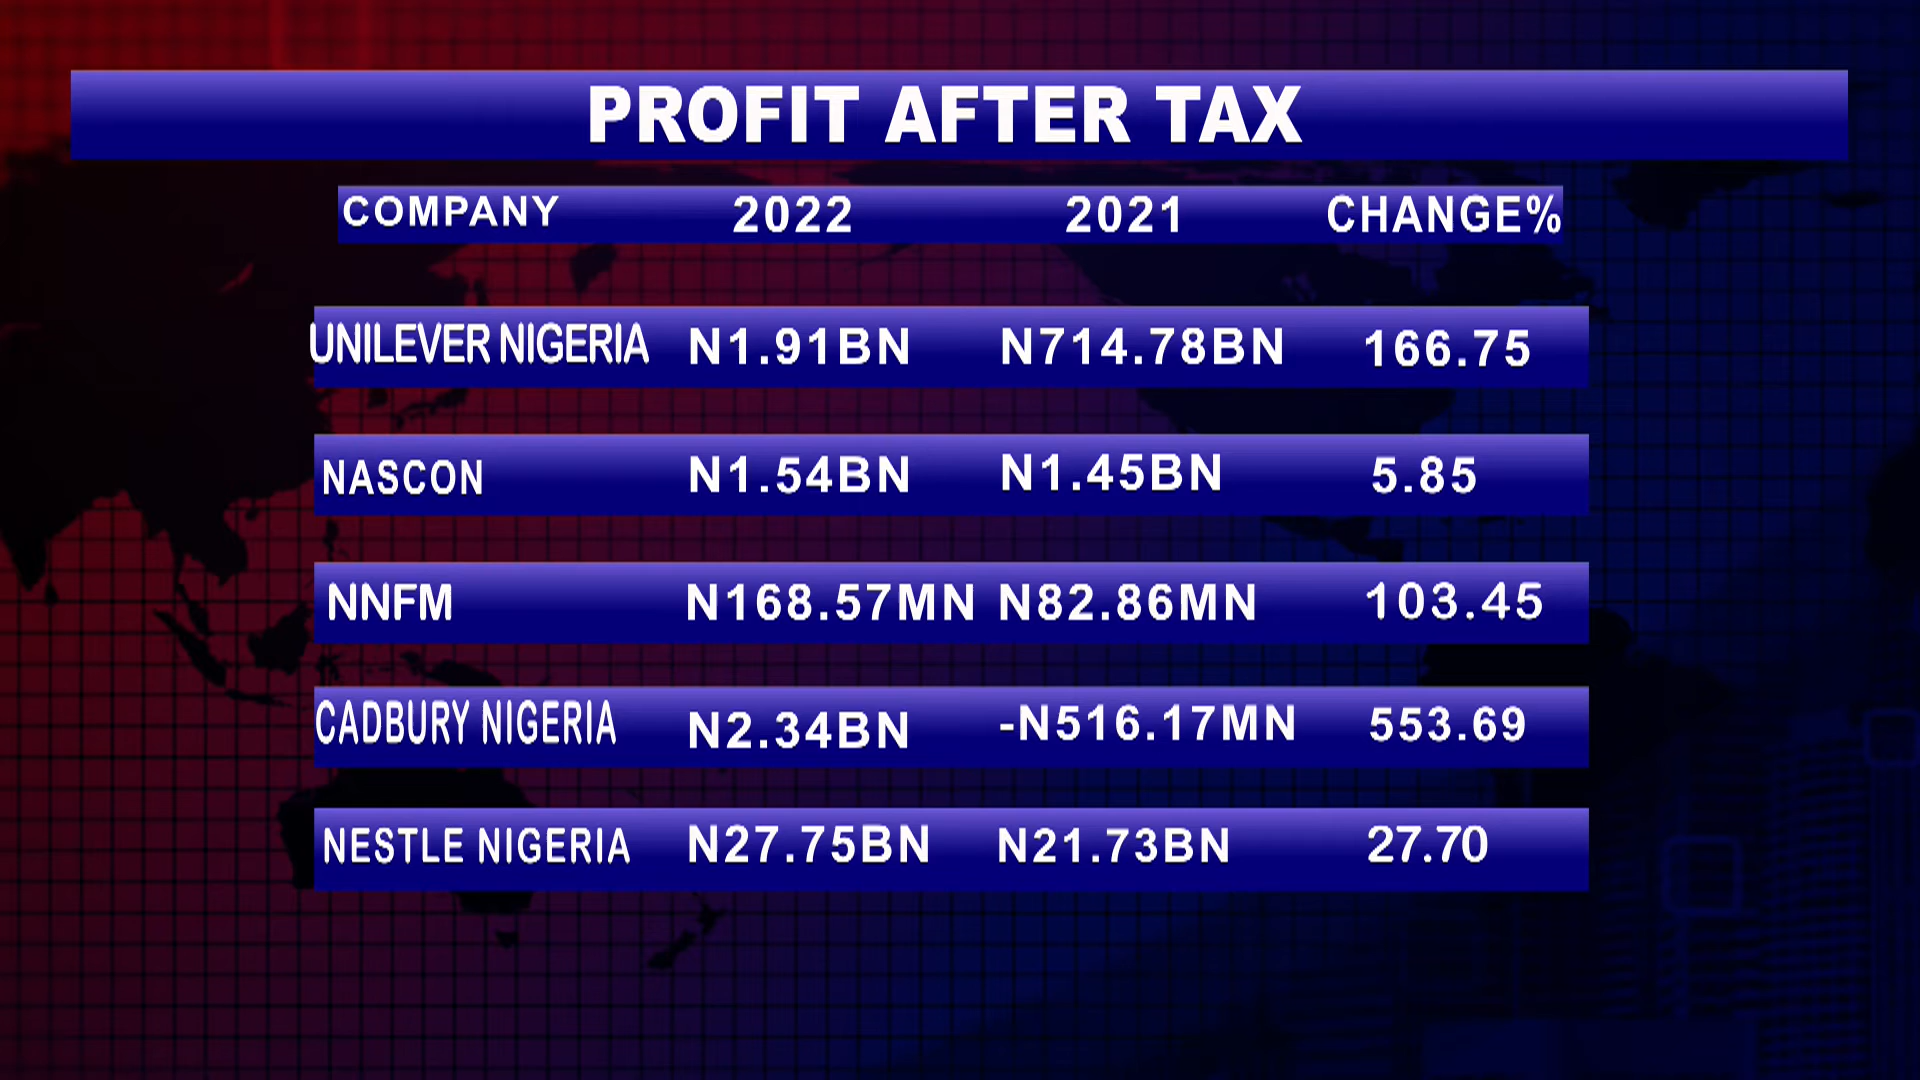 PROFIT AFTER TAX
COMPANY 2022 2021 CHANGE%
UNILEVER NIGERIA N1.91BN N714.78BN 166.75
NASCON N1.54BN N1.45BN 5.85
NNFM N168.57MN N82.86MN 103.45
CADBURY NIGERIA N2.34BN -N516.17MN 553.69
NESTLE NIGERIA N27.75BN N21.73BN 27.70